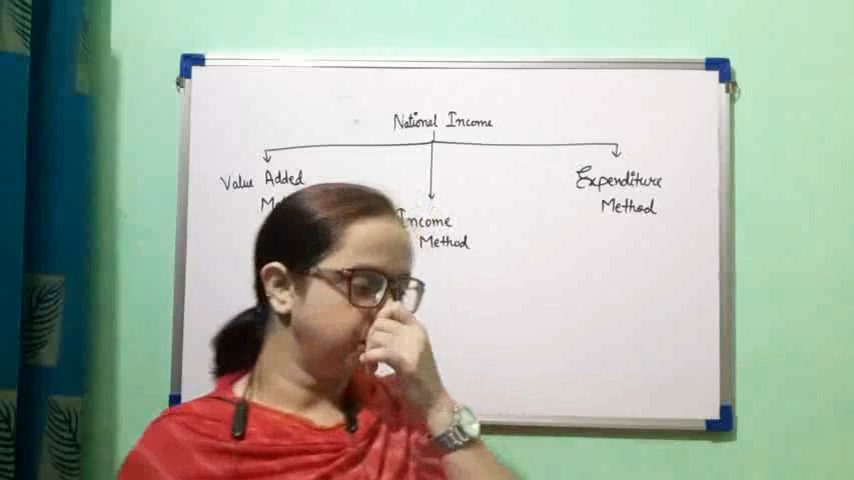 National Income
Value Added
Income
Method
Expenditure
Method